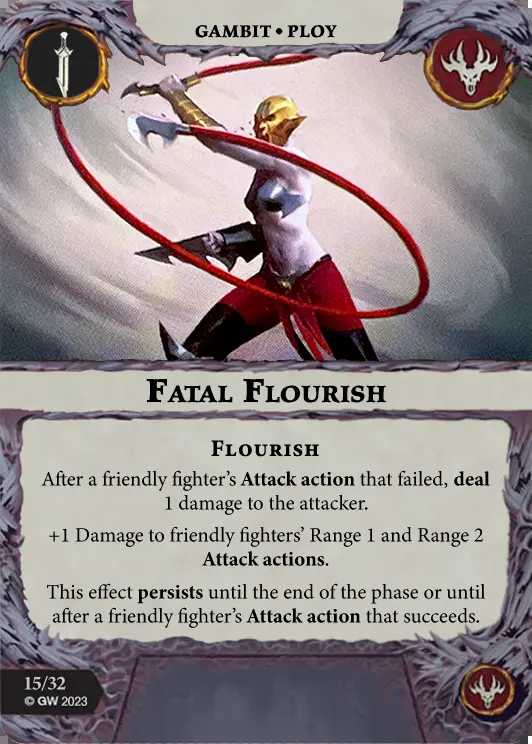 GAMBIT • PLOY
FATAL FLOURISH
FLOURISH
After a friendly fighter's Attack action that failed, deal
1 damage to the attacker.
+1 Damage to friendly fighters' Range 1 and Range 2
Attack actions.
This effect persists until the end of the phase or until
after a friendly fighter's Attack action that succeeds.
15/32
© GW 2023